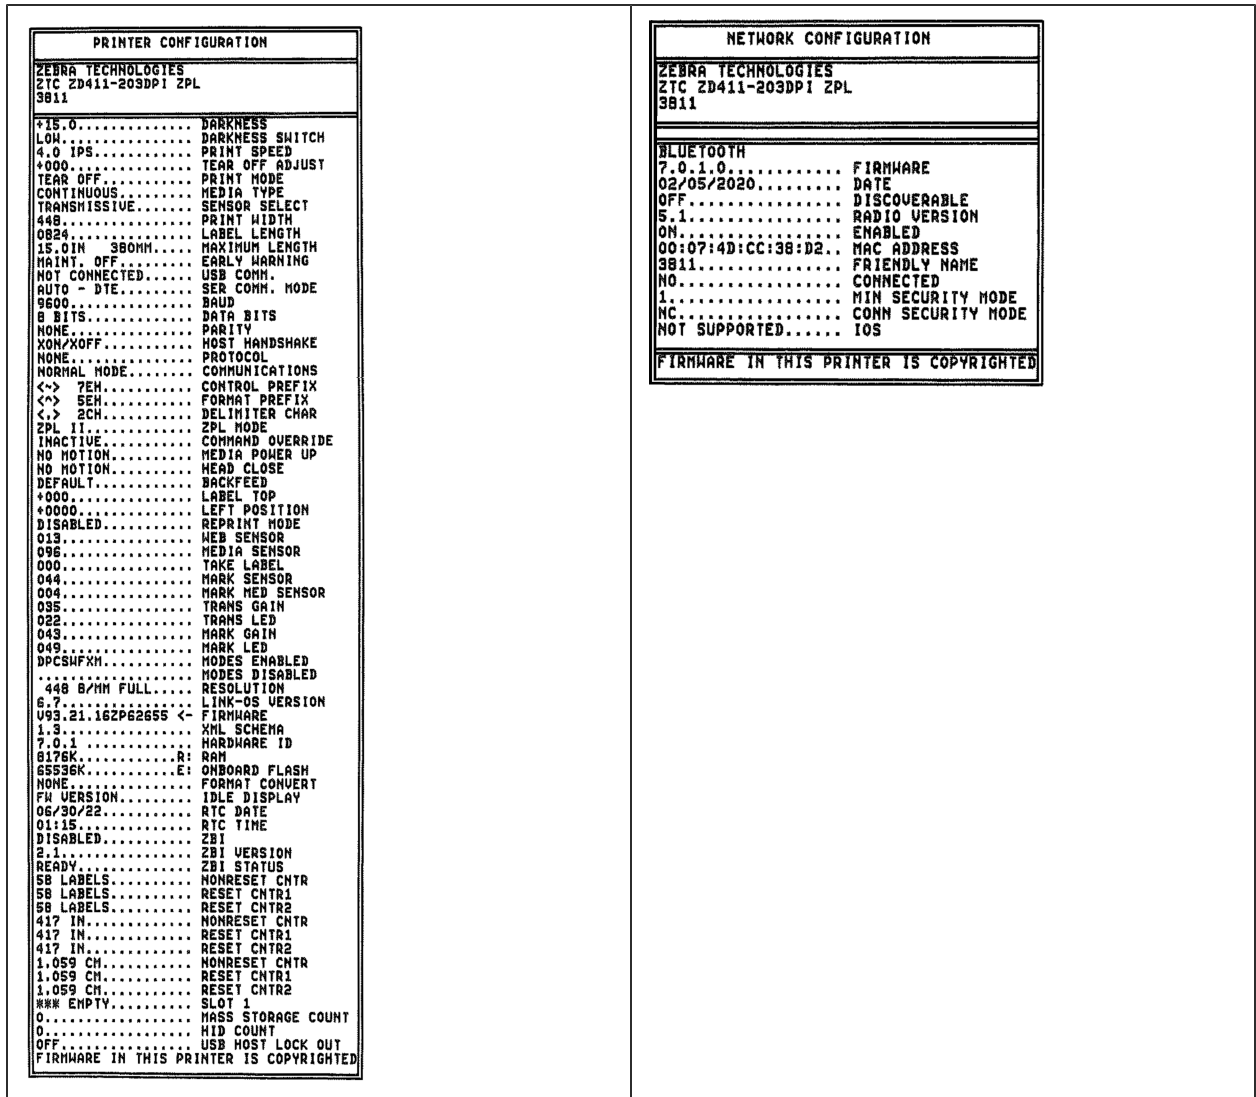 PRINTER CONFIGURATION
ZEBRA TECHNOLOGIES
ZTC ZD411-203DPI ZPL
3811
+15.0.............. DARKNESS
LOW................ DARKNESS SWITCH
4.0 IPS............ PRINT SPEED
+000............... TEAR OFF ADJUST
TEAR OFF........... PRINT MODE
CONTINUOUS......... MEDIA TYPE
TRANSMISSIVE....... SENSOR SELECT
448................ PRINT WIDTH
0824............... LABEL LENGTH
15.0IN   380MM..... MAXIMUM LENGTH
MAINT. OFF......... EARLY WARNING
NOT CONNECTED...... USB COMM.
AUTO - DTE......... SER COMM. MODE
9600............... BAUD
8 BITS............. DATA BITS
NONE............... PARITY
XON/XOFF........... HOST HANDSHAKE
NONE............... PROTOCOL
NORMAL MODE........ COMMUNICATIONS
<~>  7EH........... CONTROL PREFIX
<^>  5EH........... FORMAT PREFIX
<,>  2CH........... DELIMITER CHAR
ZPL II............. ZPL MODE
INACTIVE........... COMMAND OVERRIDE
NO MOTION.......... MEDIA POWER UP
NO MOTION.......... HEAD CLOSE
DEFAULT............ BACKFEED
+000............... LABEL TOP
+0000.............. LEFT POSITION
DISABLED........... REPRINT MODE
013................ WEB SENSOR
096................ MEDIA SENSOR
000................ TAKE LABEL
044................ MARK SENSOR
004................ MARK MED SENSOR
035................ TRANS GAIN
022................ TRANS LED
043................ MARK GAIN
049................ MARK LED
DPCSWFXM........... MODES ENABLED
................... MODES DISABLED
448 8/MM FULL..... RESOLUTION
6.7................ LINK-OS VERSION
V93.21.16ZP62655 <- FIRMWARE
1.3................ XML SCHEMA
7.0.1 ............. HARDWARE ID
8176K............R: RAM
65536K...........E: ONBOARD FLASH
NONE............... FORMAT CONVERT
FW VERSION......... IDLE DISPLAY
06/30/22........... RTC DATE
01:15.............. RTC TIME
DISABLED........... ZBI
2.1................ ZBI VERSION
READY.............. ZBI STATUS
58 LABELS.......... NONRESET CNTR
58 LABELS.......... RESET CNTR1
58 LABELS.......... RESET CNTR2
417 IN............. NONRESET CNTR
417 IN............. RESET CNTR1
417 IN............. RESET CNTR2
1,059 CM........... NONRESET CNTR
1,059 CM........... RESET CNTR1
1,059 CM........... RESET CNTR2
*** EMPTY.......... SLOT 1
0.................. MASS STORAGE COUNT
0.................. HID COUNT
OFF................ USB HOST LOCK OUT
FIRMWARE IN THIS PRINTER IS COPYRIGHTED
NETWORK CONFIGURATION
ZEBRA TECHNOLOGIES
ZTC ZD411-203DPI ZPL
3811
BLUETOOTH
7.0.1.0............ FIRMWARE
02/05/2020......... DATE
OFF................ DISCOVERABLE
5.1................ RADIO VERSION
ON................. ENABLED
00:07:4D:CC:38:D2.. MAC ADDRESS
3811............... FRIENDLY NAME
NO................. CONNECTED
1.................. MIN SECURITY MODE
NC................. CONN SECURITY MODE
NOT SUPPORTED...... IOS
FIRMWARE IN THIS PRINTER IS COPYRIGHTED